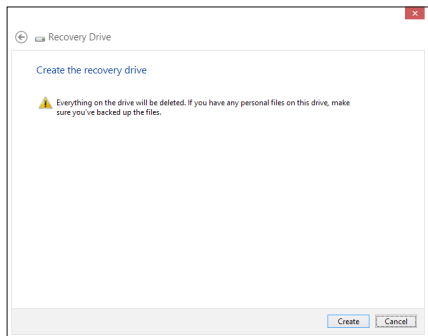 Recovery Drive
Create the recovery drive
Everything on the drive will be deleted. If you have any personal files on this drive, make
sure you've backed up the files.
Create Cancel